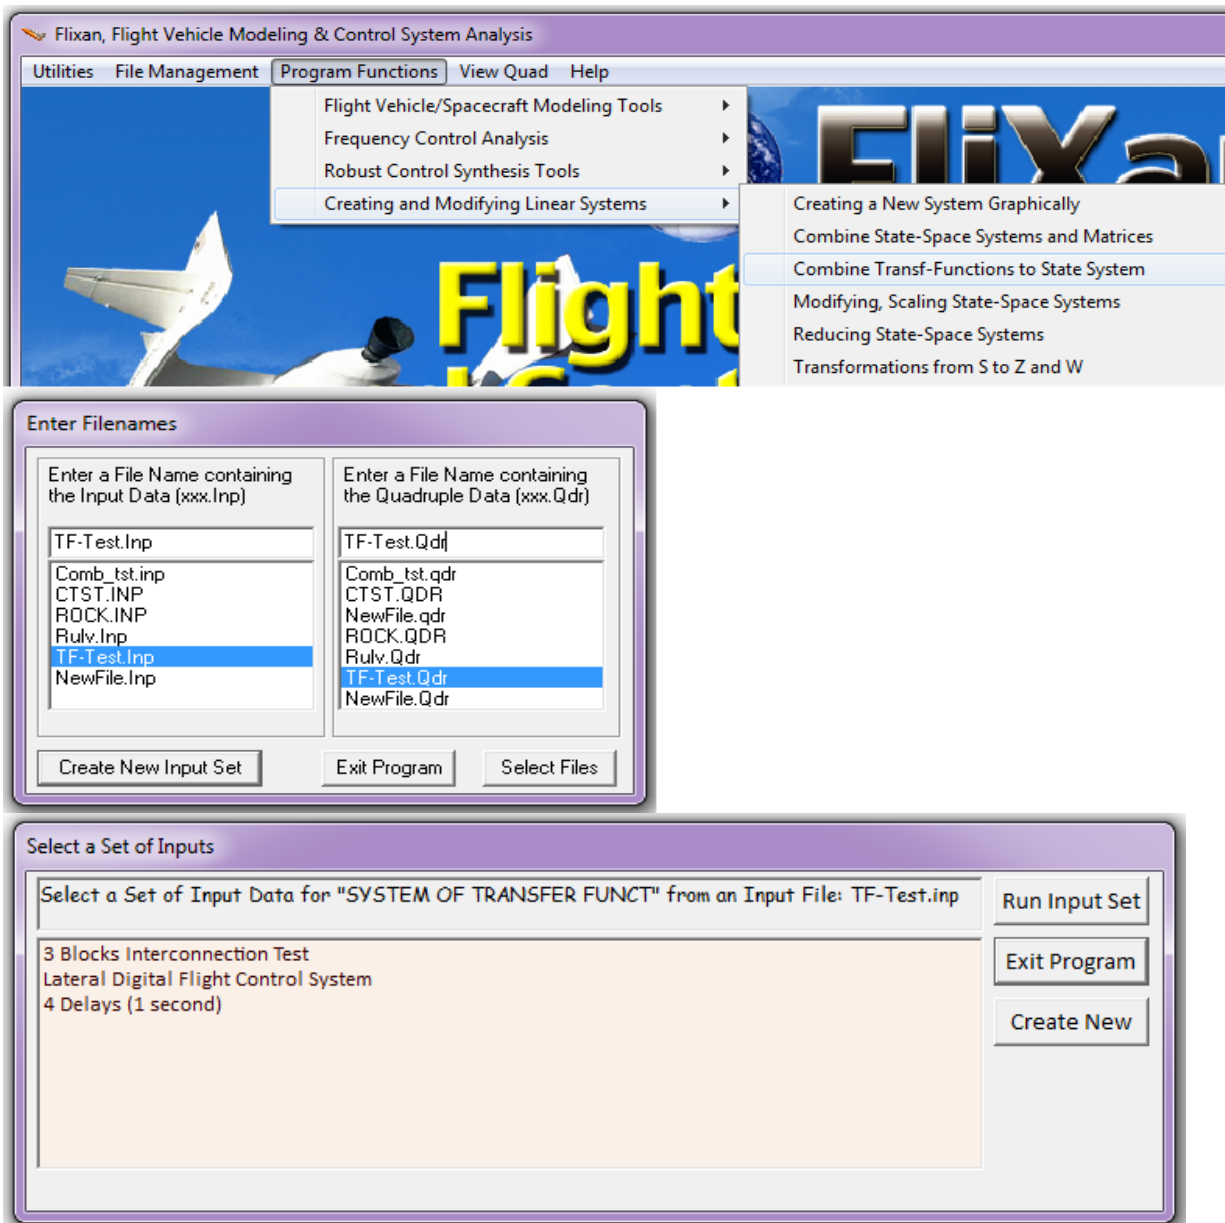 Flixan, Flight Vehicle Modeling & Control System Analysis
Utilities File Management Program Functions View Quad Help
Flight Vehicle/Spacecraft Modeling Tools
Frequency Control Analysis
Robust Control Synthesis Tools
Creating and Modifying Linear Systems
Creating a New System Graphically
Combine State-Space Systems and Matrices
Combine Transf-Functions to State System
Modifying, Scaling State-Space Systems
Reducing State-Space Systems
Transformations from S to Z and W
FliXa
Flight
Enter Filenames
Enter a File Name containing
the Input Data (xxx.Inp)
TF-Test.Inp
Comb_tst.inp
CTST.INP
ROCK.INP
Rulv.Inp
TF-Test.Inp
NewFile.Inp
Enter a File Name containing
the Quadruple Data (xxx.Qdr)
TF-Test.Qdr
Comb_tst.qdr
CTST.QDR
NewFile.qdr
ROCK.QDR
Rulv.Qdr
TF-Test.Qdr
NewFile.Qdr
Create New Input Set Exit Program Select Files
Select a Set of Inputs
Select a Set of Input Data for "SYSTEM OF TRANSFER FUNCT" from an Input File: TF-Test.inp
3 Blocks Interconnection Test
Lateral Digital Flight Control System
4 Delays (1 second)
Run Input Set
Exit Program
Create New